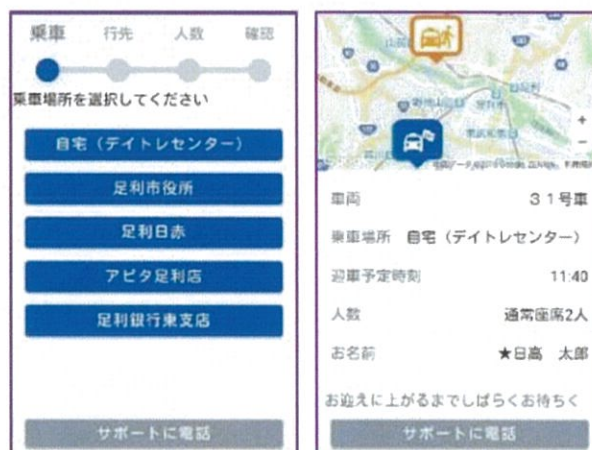 乗車 行先 人数 確認
乗車場所を選択してください
自宅（デイトレセンター）
足利市役所
足利日赤
アピタ足利店
足利銀行東支店
サポートに電話
車両 31号車
乗車場所 自宅（デイトレセンター）
迎車予定時刻 11:40
人数 通常座席2人
お名前 ★日高 太郎
お迎えに上がるまでしばらくお待ちく
サポートに電話